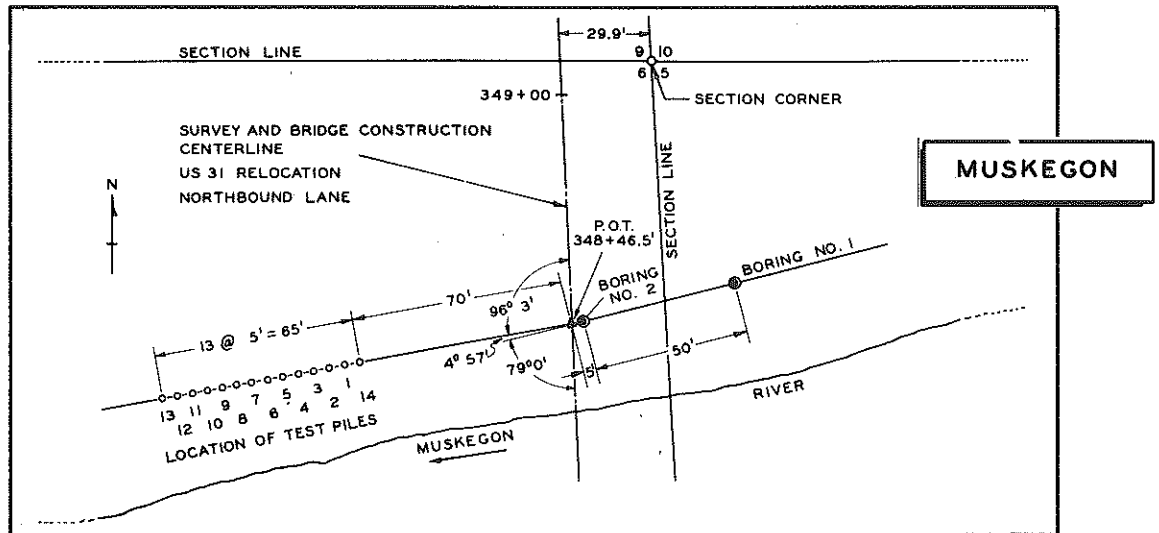 29.9'
SECTION LINE
9 10
6 5
349+00
SECTION CORNER
SURVEY AND BRIDGE CONSTRUCTION
CENTERLINE
US 31 RELOCATION
NORTHBOUND LANE
MUSKEGON
N
SECTION LINE
P.O.T.
348+46.5'
BORING NO. 1
BORING
NO. 2
70'
96° 3'
13 @ 5' = 65'
4° 57'
79°0'
5'
50'
13 11 9 7 5 3 1
12 10 8 6 4 2 14
LOCATION OF TEST PILES
RIVER
MUSKEGON